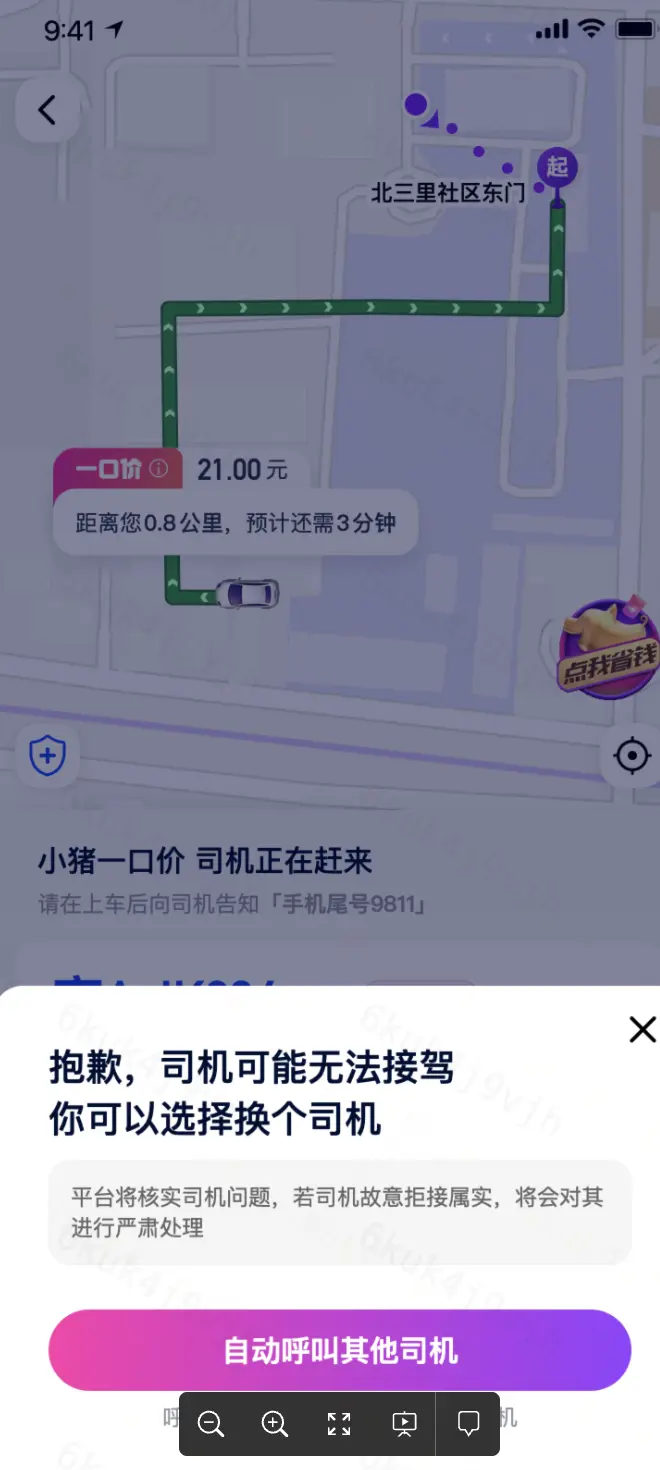 9:41
起
北三里社区东门
一口价 21.00元
距离您0.8公里，预计还需3分钟
点我省钱
小猪一口价 司机正在赶来
请在上车后向司机告知「手机尾号9811」
抱歉，司机可能无法接驾
你可以选择换个司机
平台将核实司机问题，若司机故意拒接属实，将会对其
进行严肃处理
自动呼叫其他司机
呼
机